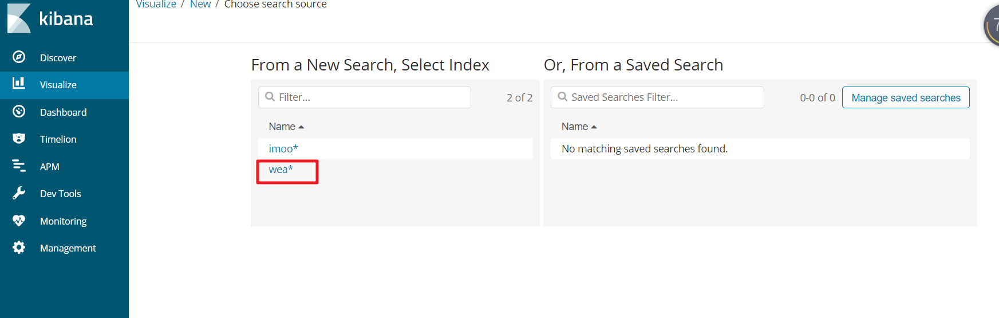 Visualize / New / Choose search source
kibana
Discover
Visualize
Dashboard
Timelion
APM
Dev Tools
Monitoring
Management
From a New Search, Select Index
Filter...
2 of 2
Name
imoo*
wea*
Or, From a Saved Search
Saved Searches Filter...
0-0 of 0
Manage saved searches
Name
No matching saved searches found.
7